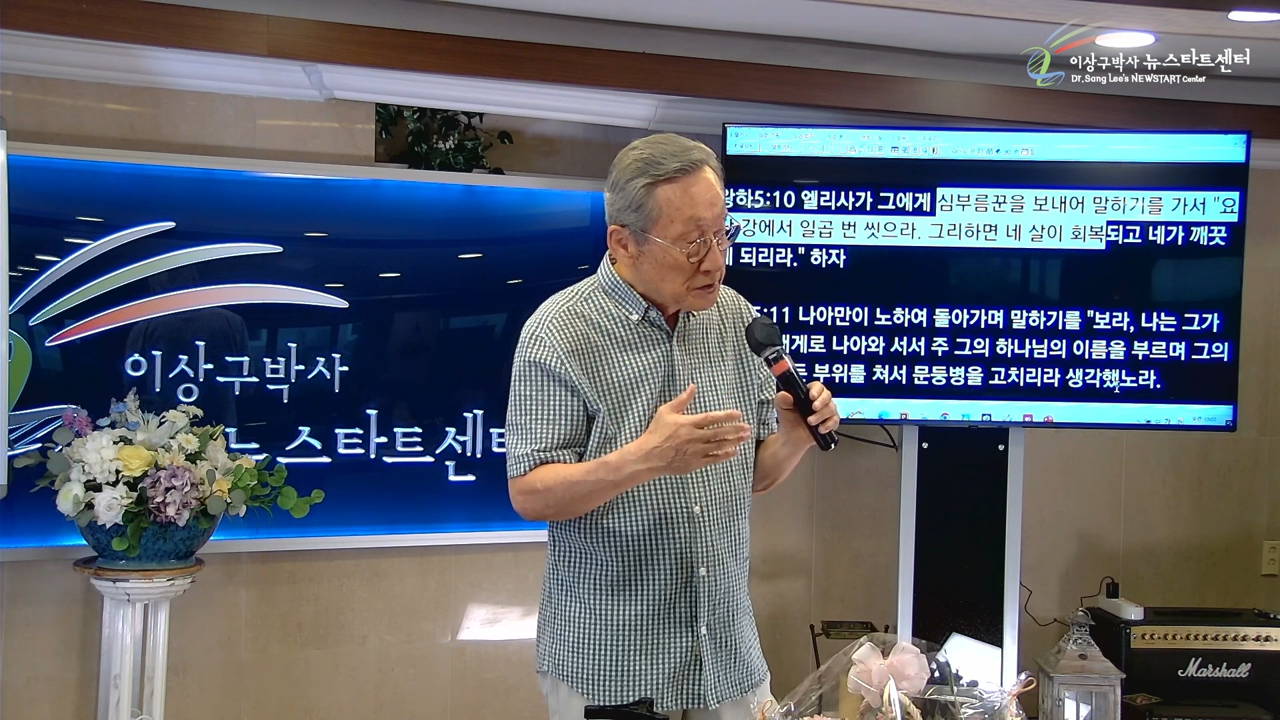 이상구박사 뉴스타트센터
Dr. Sang Lee's NEWSTART Center
이상구박사
뉴스타트센터
왕하5:10 엘리사가 그에게 심부름꾼을 보내어 말하기를 가서 "요
강에서 일곱 번 씻으라. 그리하면 네 살이 회복되고 네가 깨끗
되리라." 하자
5:11 나아만이 노하여 돌아가며 말하기를 "보라, 나는 그가
내게로 나아와 서서 주 그의 하나님의 이름을 부르며 그의
부위를 쳐서 문둥병을 고치리라 생각했노라.
Marshall